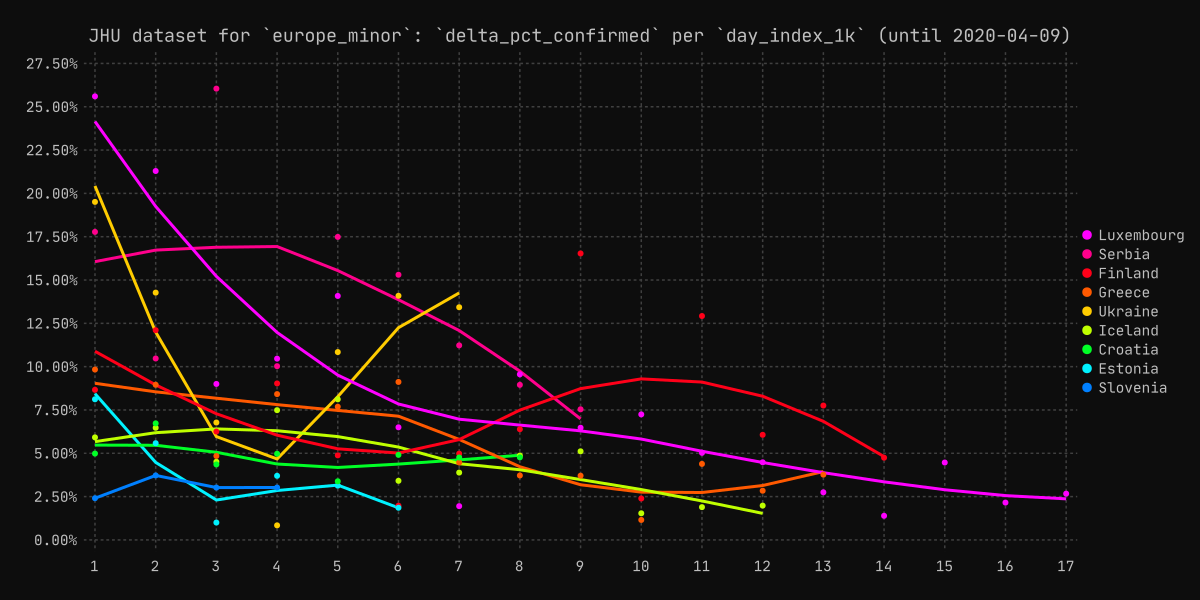 JHU dataset for `europe_minor`: `delta_pct_confirmed` per `day_index_1k` (until 2020-04-09)
27.50%
25.00%
22.50%
20.00%
17.50%
15.00%
12.50%
10.00%
7.50%
5.00%
2.50%
0.00%
1 2 3 4 5 6 7 8 9 10 11 12 13 14 15 16 17
Luxembourg
Serbia
Finland
Greece
Ukraine
Iceland
Croatia
Estonia
Slovenia